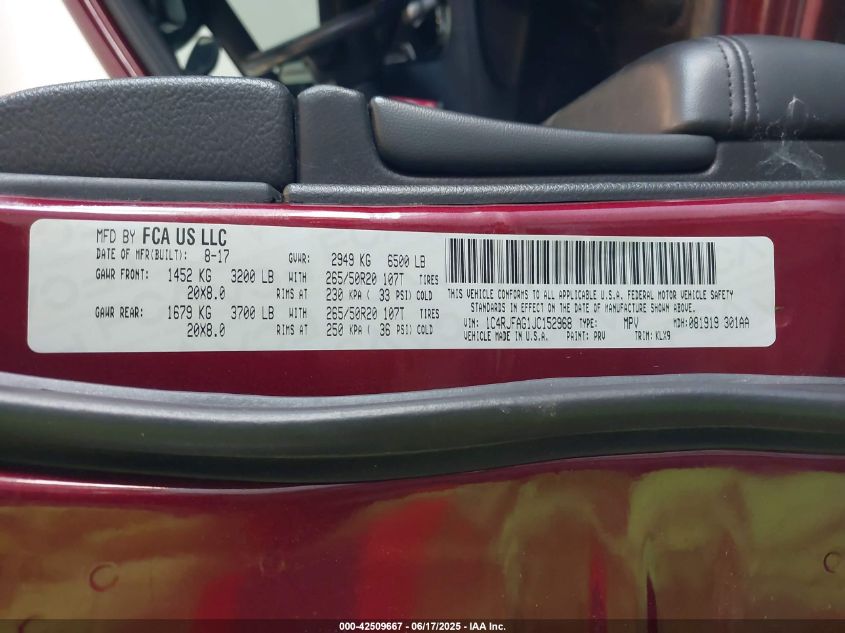 MFD BY FCA US LLC
DATE OF MFR(BUILT): 8-17 GVWR: 2949 KG 6500 LB
GAWR FRONT: 1452 KG 3200 LB WITH 265/50R20 107T TIRES
20X8.0 RIMS AT 230 KPA ( 33 PSI) COLD
GAWR REAR: 1679 KG 3700 LB WITH 265/50R20 107T TIRES
20X8.0 RIMS AT 250 KPA ( 36 PSI) COLD
THIS VEHICLE CONFORMS TO ALL APPLICABLE U.S.A. FEDERAL MOTOR VEHICLE SAFETY
STANDARDS IN EFFECT ON THE DATE OF MANUFACTURE SHOWN ABOVE.
VIN: 1C4RJFAG1JC152968 TYPE: MPV MDH: 081919 301AA
VEHICLE MADE IN U.S.A. PAINT: PRV TRIM: KLX9
000-42509667 - 06/17/2025 - IAA Inc.